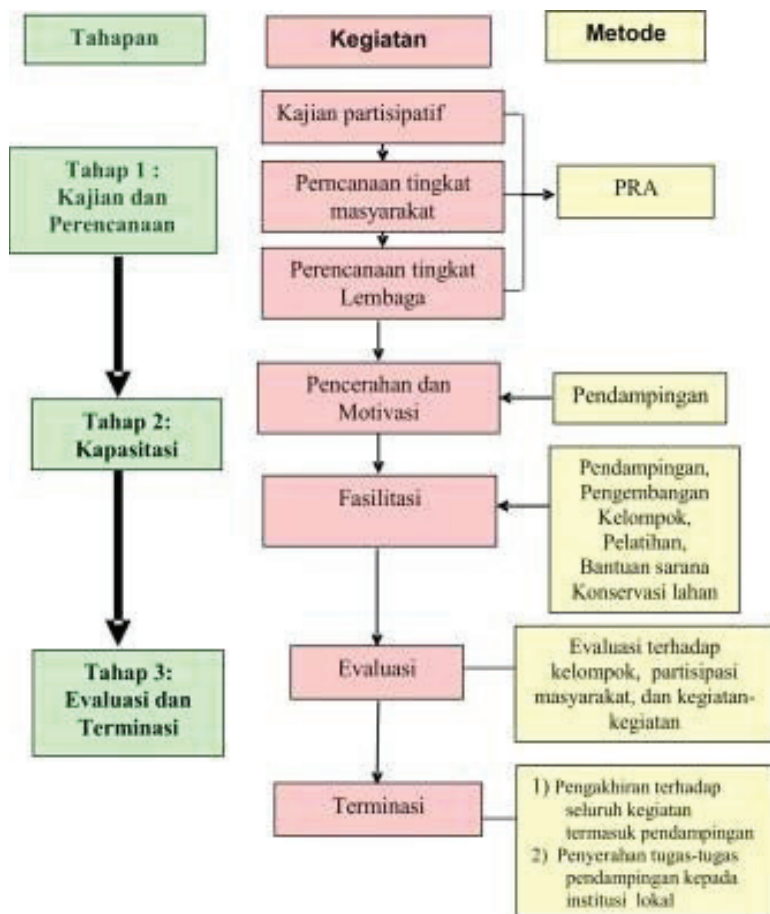 Tahapan
Kegiatan
Metode
Kajian partisipatif
Tahap 1 :
Kajian dan
Perencanaan
Perncanaan tingkat
masyarakat
PRA
Perencanaan tingkat
Lembaga
Pencerahan dan
Motivasi
Pendampingan
Tahap 2:
Kapasitasi
Fasilitasi
Pendampingan,
Pengembangan
Kelompok,
Pelatihan,
Bantuan sarana
Konservasi lahan
Tahap 3:
Evaluasi dan
Terminasi
Evaluasi
Evaluasi terhadap
kelompok, partisipasi
masyarakat, dan kegiatan-
kegiatan
Terminasi
1) Pengakhiran terhadap
seluruh kegiatan
termasuk pendampingan
2) Penyerahan tugas-tugas
pendampingan kepada
institusi lokal